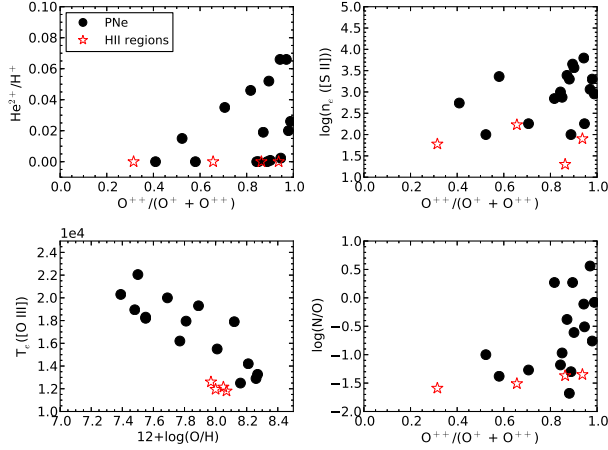 PNe
HII regions
He²⁺/H⁺
0.10
0.08
0.06
0.04
0.02
0.00
0.0 0.2 0.4 0.6 0.8 1.0
O⁺⁺/(O⁺ + O⁺⁺)
log(nₑ ([S II]))
5.0
4.5
4.0
3.5
3.0
2.5
2.0
1.5
1.0
0.0 0.2 0.4 0.6 0.8 1.0
O⁺⁺/(O⁺ + O⁺⁺)
1e4
Tₑ ([O III])
2.4
2.2
2.0
1.8
1.6
1.4
1.2
1.0
7.0 7.2 7.4 7.6 7.8 8.0 8.2 8.4
12+log(O/H)
log(N/O)
1.0
0.5
0.0
−0.5
−1.0
−1.5
−2.0
0.0 0.2 0.4 0.6 0.8 1.0
O⁺⁺/(O⁺ + O⁺⁺)